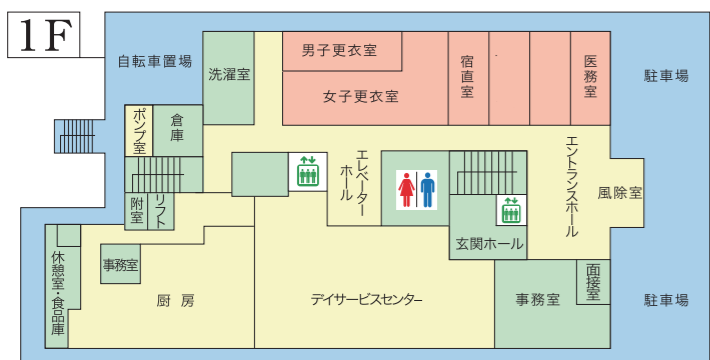 1F
自転車置場
洗濯室
男子更衣室
女子更衣室
宿直室
医務室
駐車場
ポンプ室
倉庫
エレベーターホール
エントランスホール
風除室
附室
リフト
玄関ホール
休憩室・食品庫
事務室
厨房
デイサービスセンター
事務室
面接室
駐車場